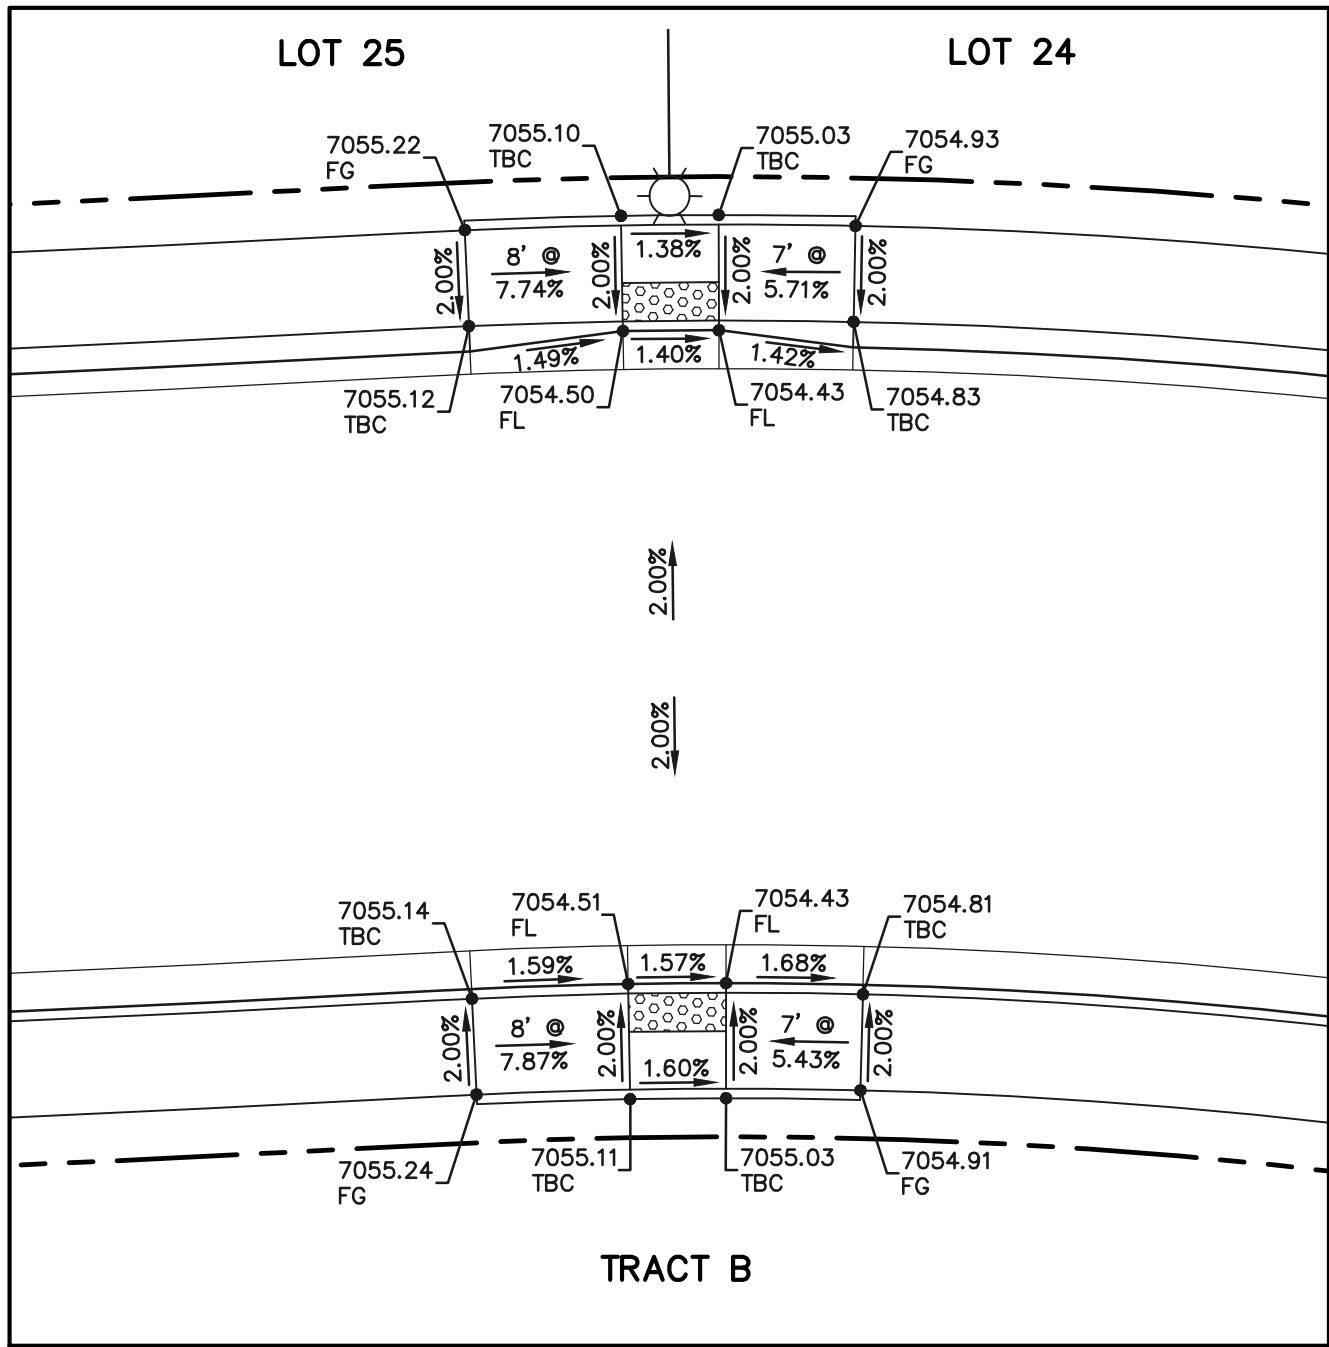 LOT 25
LOT 24
7055.22
FG
7055.10
TBC
7055.03
TBC
7054.93
FG
2.00%
8' @
7.74%
2.00%
1.38%
2.00%
7' @
5.71%
2.00%
1.49%
1.40%
1.42%
7055.12
TBC
7054.50
FL
7054.43
FL
7054.83
TBC
2.00%
2.00%
7055.14
TBC
7054.51
FL
7054.43
FL
7054.81
TBC
1.59%
1.57%
1.68%
2.00%
8' @
7.87%
2.00%
1.60%
2.00%
7' @
5.43%
2.00%
7055.24
FG
7055.11
TBC
7055.03
TBC
7054.91
FG
TRACT B